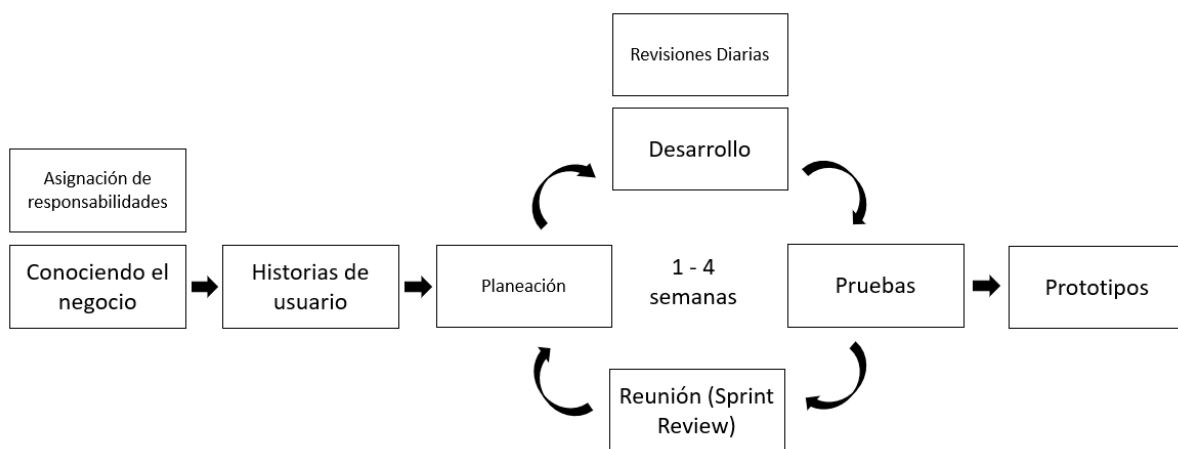 Revisiones Diarias
Desarrollo
Asignación de
responsabilidades
Conociendo el
negocio
Historias de
usuario
Planeación
1 - 4
semanas
Pruebas
Prototipos
Reunión (Sprint
Review)